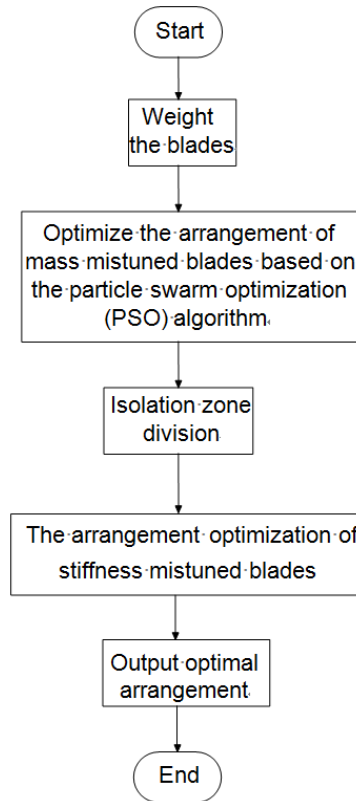 Start
Weight
the blades
Optimize the arrangement of
mass mistuned blades based on
the particle swarm optimization
(PSO) algorithm
Isolation zone
division
The arrangement optimization of
stiffness mistuned blades
Output optimal
arrangement
End